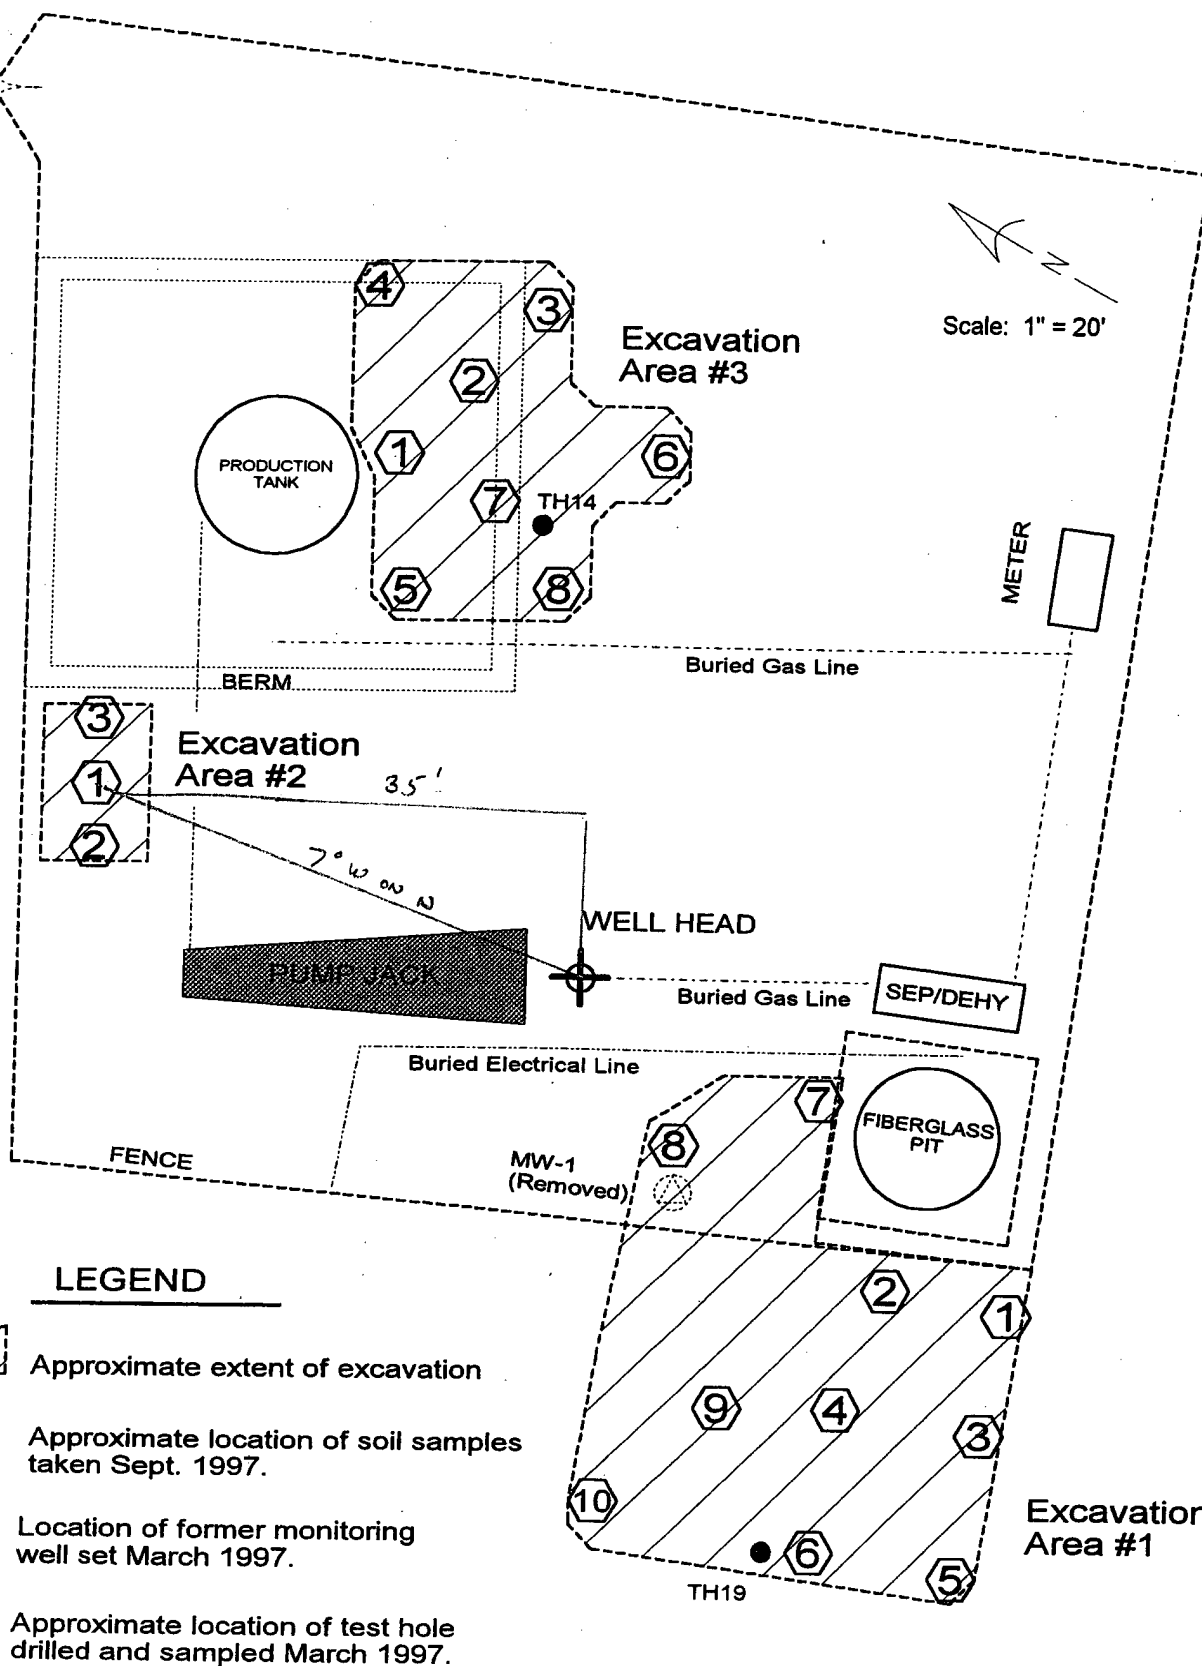 N
Scale: 1" = 20'
4
3
Excavation
Area #3
2
1
6
PRODUCTION
TANK
7
TH14
METER
5
8
Buried Gas Line
BERM
3
Excavation
Area #2
1
35'
2
7° W ON N
WELL HEAD
PUMP JACK
Buried Gas Line
SEP/DEHY
Buried Electrical Line
7
FIBERGLASS
PIT
8
FENCE
MW-1
(Removed)
2
1
LEGEND
Approximate extent of excavation
9
4
3
Approximate location of soil samples
taken Sept. 1997.
10
Location of former monitoring
well set March 1997.
Excavation
Area #1
6
5
TH19
Approximate location of test hole
drilled and sampled March 1997.